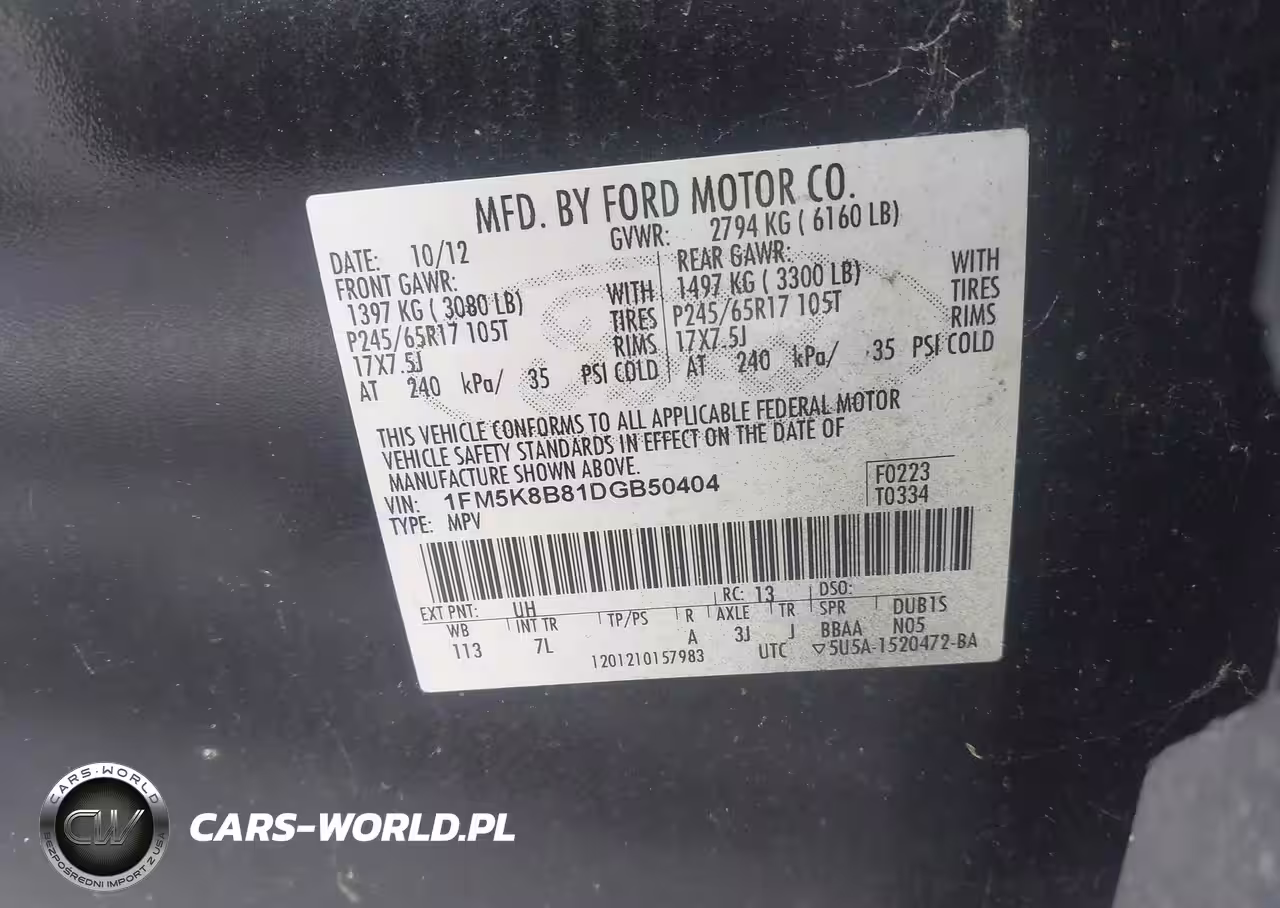 MFD. BY FORD MOTOR CO.
DATE: 10/12 GVWR: 2794 KG ( 6160 LB)
FRONT GAWR: REAR GAWR:
1397 KG ( 3080 LB) WITH 1497 KG ( 3300 LB) WITH
P245/65R17 105T TIRES P245/65R17 105T TIRES
17X7.5J RIMS 17X7.5J RIMS
AT 240 kPa/ 35 PSI COLD AT 240 kPa/ 35 PSI COLD
THIS VEHICLE CONFORMS TO ALL APPLICABLE FEDERAL MOTOR
VEHICLE SAFETY STANDARDS IN EFFECT ON THE DATE OF
MANUFACTURE SHOWN ABOVE.
VIN: 1FM5K8B81DGB50404 F0223
TYPE: MPV T0334
EXT PNT: UH RC: 13 DSO:
WB INT TR TP/PS R AXLE TR SPR DUB1S
113 7L A 3J J BBAA N05
1201210157983 UTC ▽5U5A-1520472-BA
CARS-WORLD
CW
BEZPOŚREDNI IMPORT Z USA
CARS-WORLD.PL